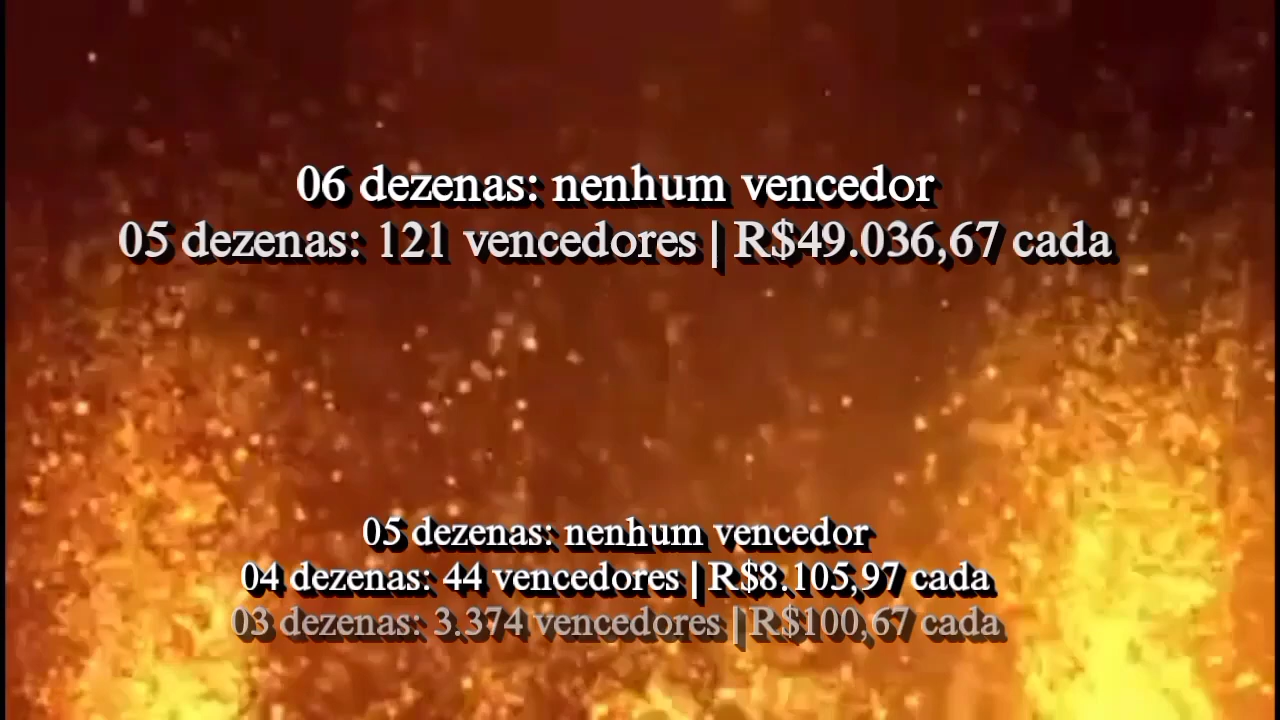 06 dezenas: nenhum vencedor
05 dezenas: 121 vencedores | R$49.036,67 cada
05 dezenas: nenhum vencedor
04 dezenas: 44 vencedores | R$8.105,97 cada
03 dezenas: 3.374 vencedores | R$100,67 cada